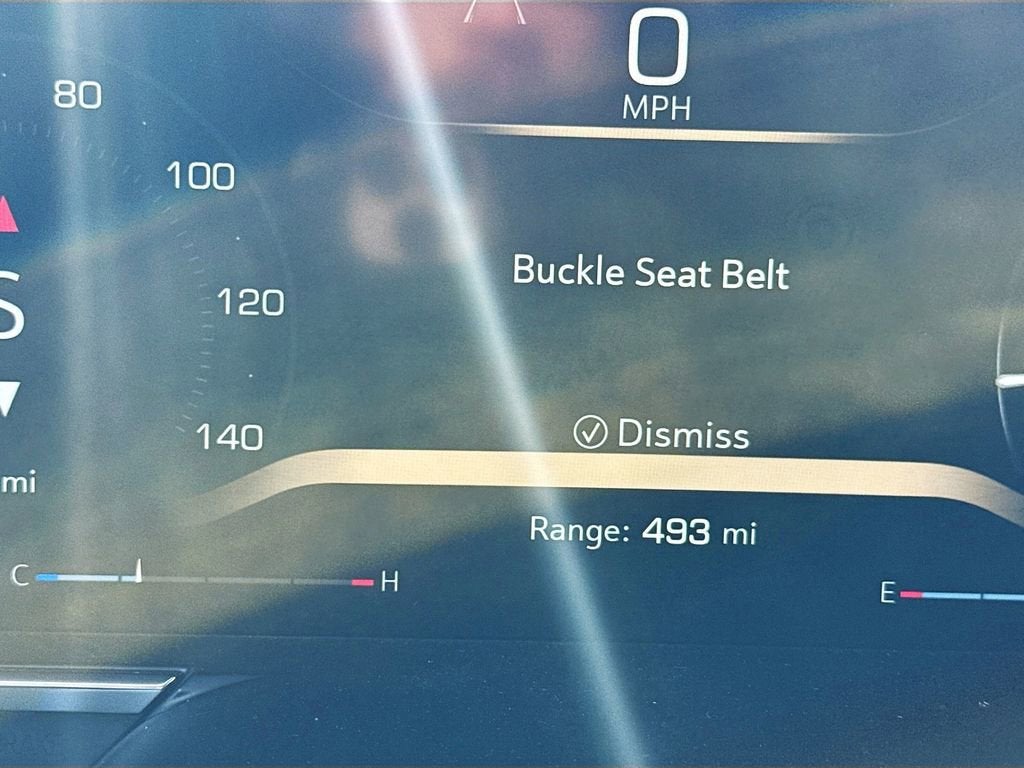 0
MPH
80
100
S
120
Buckle Seat Belt
140
Dismiss
mi
Range: 493 mi
C H
E